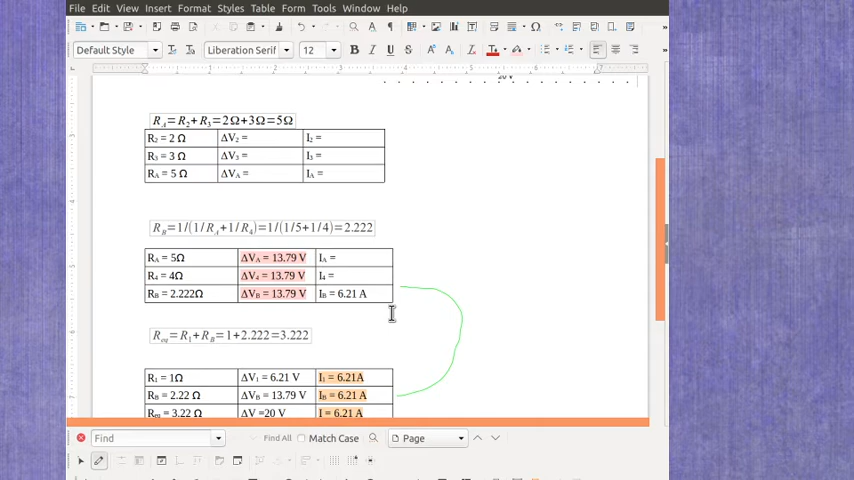 File Edit View Insert Format Styles Table Form Tools Window Help
Default Style Liberation Serif 12
20 V
R_A=R_2+R_3=2Ω+3Ω=5Ω
R₂ = 2 Ω ΔV₂ = I₂ =
R₃ = 3 Ω ΔV₃ = I₃ =
R_A = 5 Ω ΔV_A = I_A =
R_B=1/(1/R_A+1/R_4)=1/(1/5+1/4)=2.222
R_A = 5Ω ΔV_A = 13.79 V I_A =
R₄ = 4Ω ΔV₄ = 13.79 V I₄ =
R_B = 2.222Ω ΔV_B = 13.79 V I_B = 6.21 A
R_eq=R_1+R_B=1+2.222=3.222
R₁ = 1Ω ΔV₁ = 6.21 V I₁ = 6.21A
R_B = 2.22 Ω ΔV_B = 13.79 V I_B = 6.21 A
R_eq = 3.22 Ω ΔV =20 V I = 6.21 A
Find Find All Match Case Page